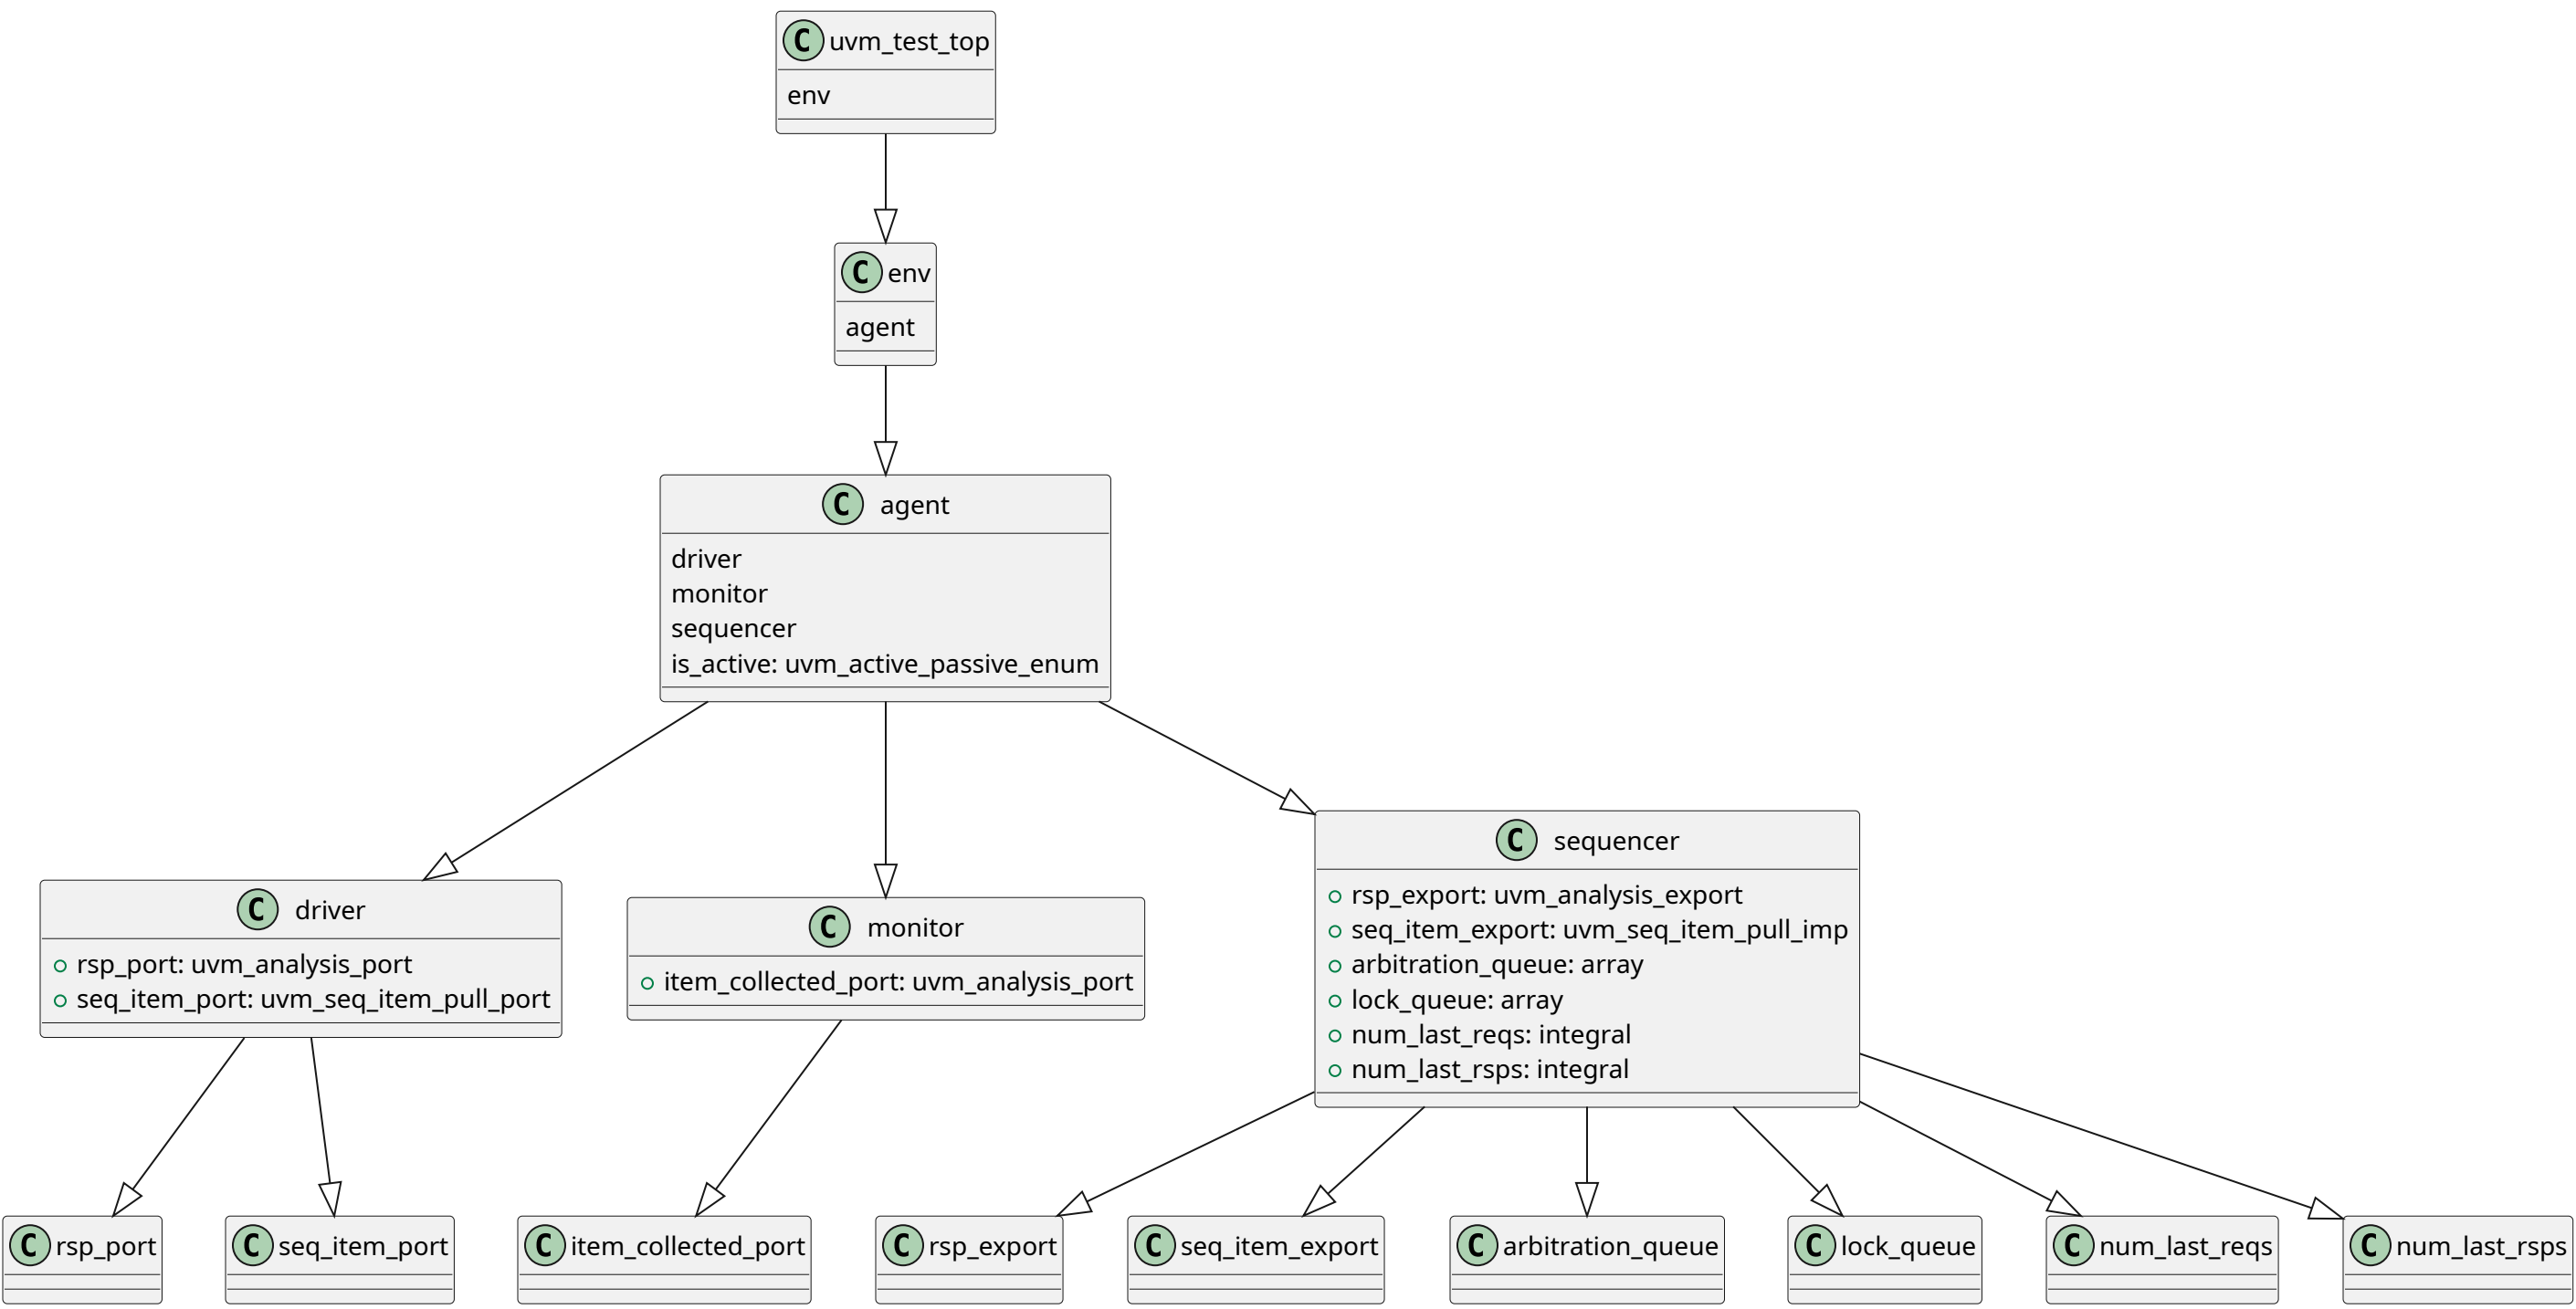 C uvm_test_top
env
C env
agent
C agent
driver
monitor
sequencer
is_active: uvm_active_passive_enum
C driver
rsp_port: uvm_analysis_port
seq_item_port: uvm_seq_item_pull_port
C monitor
item_collected_port: uvm_analysis_port
C sequencer
rsp_export: uvm_analysis_export
seq_item_export: uvm_seq_item_pull_imp
arbitration_queue: array
lock_queue: array
num_last_reqs: integral
num_last_rsps: integral
C rsp_port
C seq_item_port
C item_collected_port
C rsp_export
C seq_item_export
C arbitration_queue
C lock_queue
C num_last_reqs
C num_last_rsps